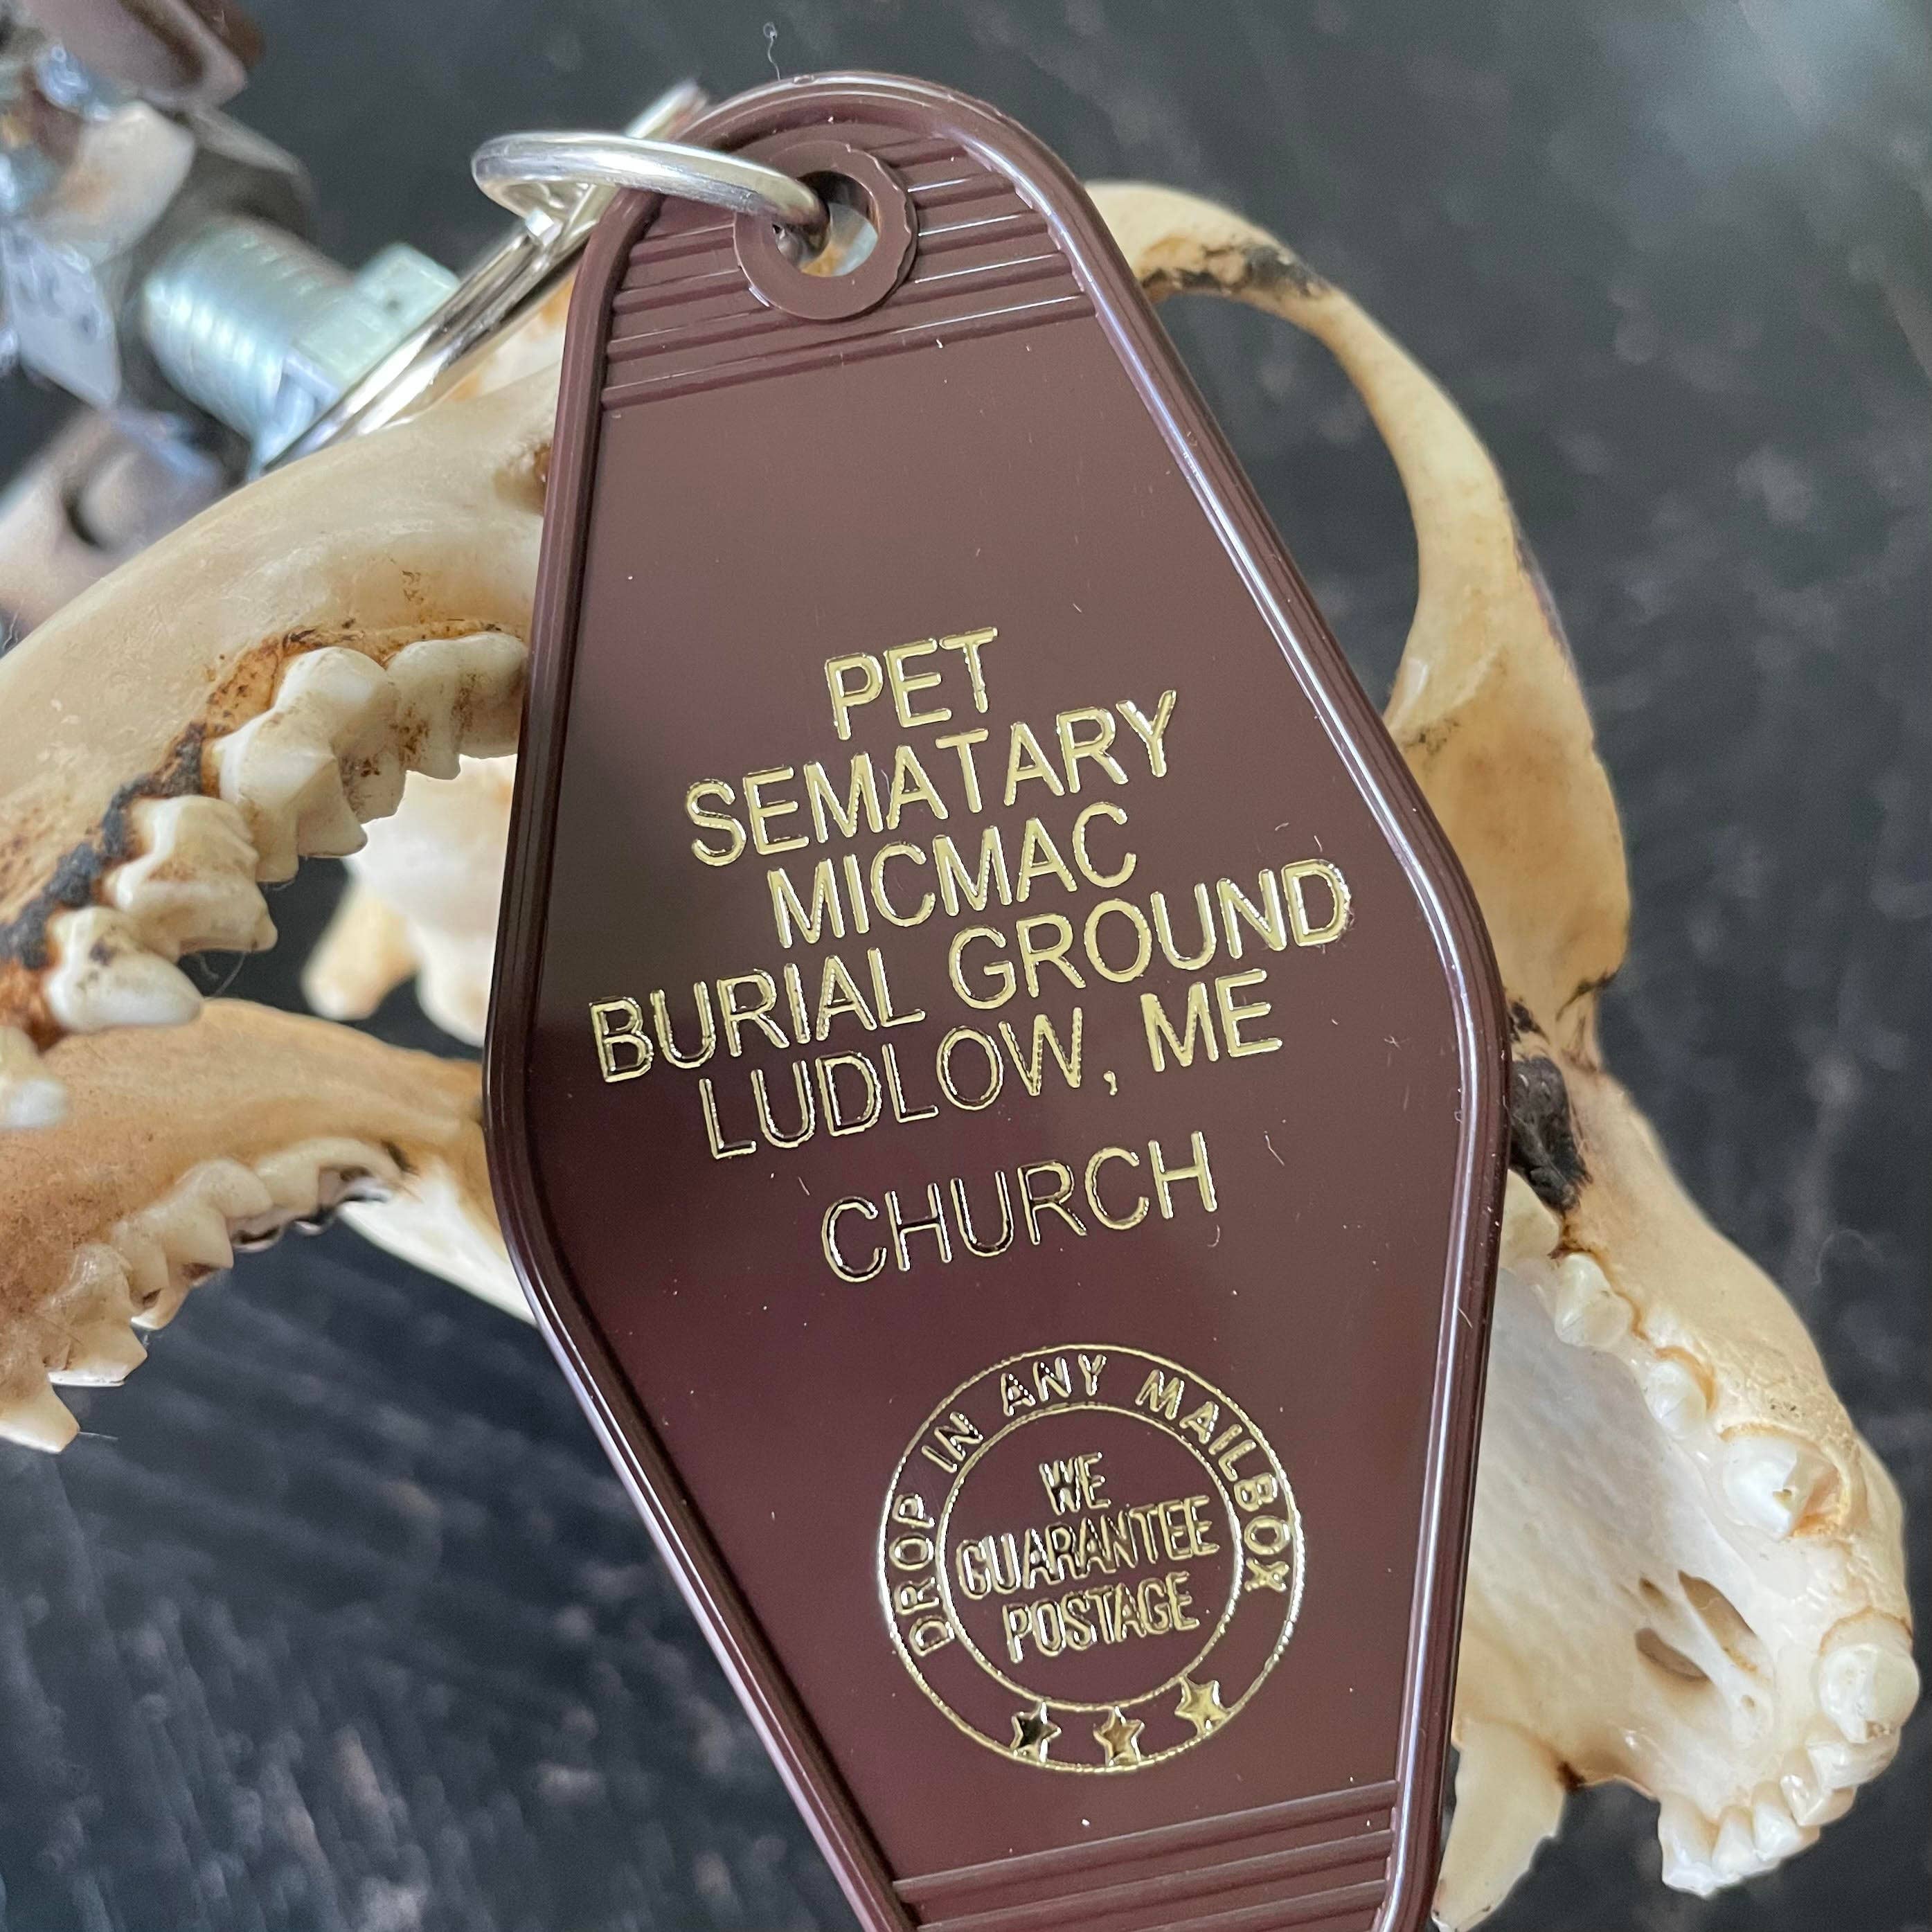 PET
SEMATARY
MICMAC
BURIAL GROUND
LUDLOW, ME
CHURCH
DROP IN ANY MAILBOX
WE
GUARANTEE
POSTAGE